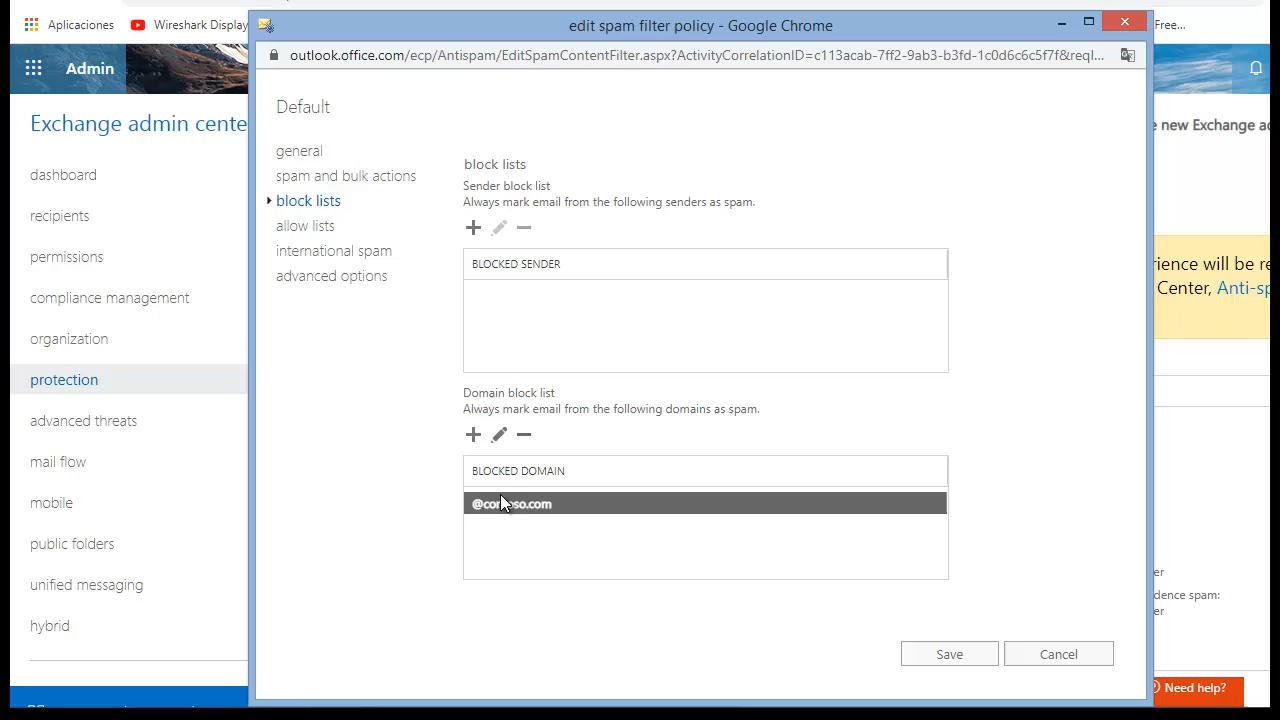 Aplicaciones
Wireshark Display
Free...
edit spam filter policy - Google Chrome
outlook.office.com/ecp/Antispam/EditSpamContentFilter.aspx?ActivityCorrelationID=c113acab-7ff2-9ab3-b3fd-1c0d6c6c5f7f&reqI...
Admin
Exchange admin cente
e new Exchange ac
dashboard
recipients
permissions
compliance management
organization
protection
advanced threats
mail flow
mobile
public folders
unified messaging
hybrid
Default
general
spam and bulk actions
block lists
allow lists
international spam
advanced options
block lists
Sender block list
Always mark email from the following senders as spam.
BLOCKED SENDER
Domain block list
Always mark email from the following domains as spam.
BLOCKED DOMAIN
Save
Cancel
rience will be re
Center, Anti-sp
er
dence spam:
er
Need help?